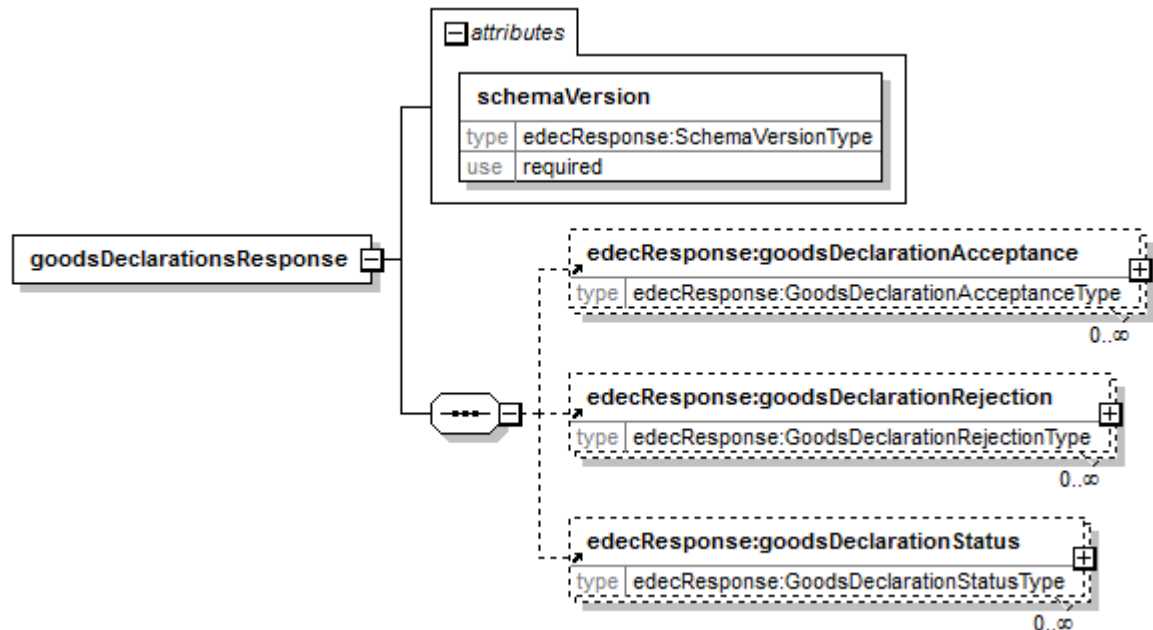 attributes
schemaVersion
type edecResponse:SchemaVersionType
use required
goodsDeclarationsResponse
edecResponse:goodsDeclarationAcceptance
type edecResponse:GoodsDeclarationAcceptanceType
0..∞
edecResponse:goodsDeclarationRejection
type edecResponse:GoodsDeclarationRejectionType
0..∞
edecResponse:goodsDeclarationStatus
type edecResponse:GoodsDeclarationStatusType
0..∞